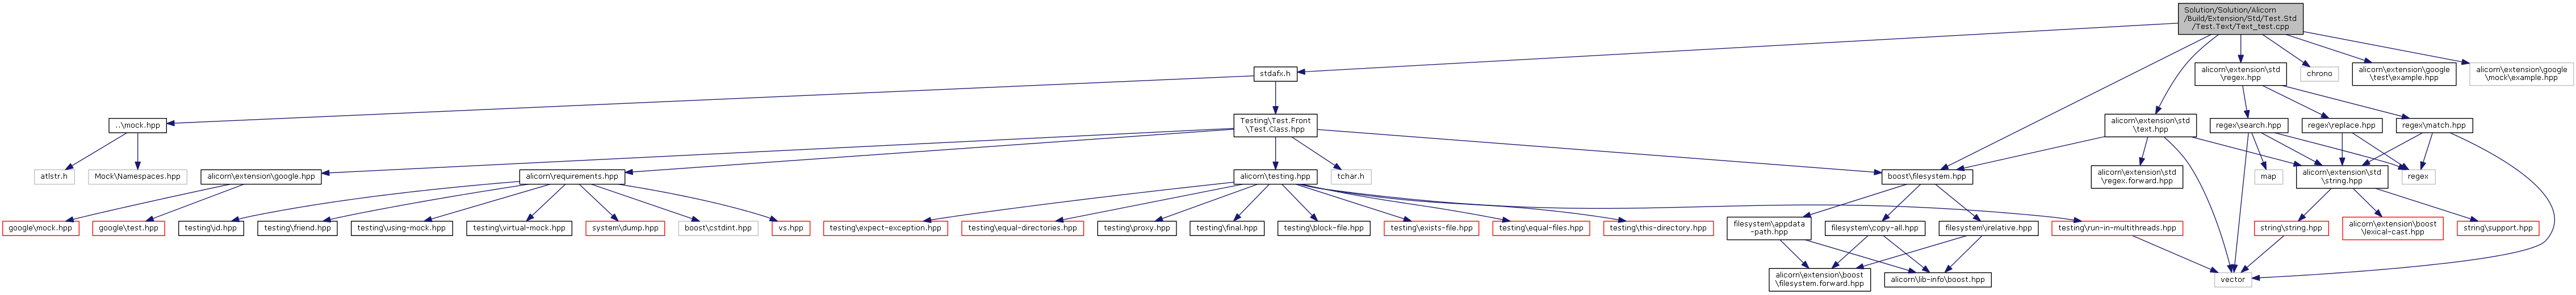 Solution/Solution/Alicorn
/Build/Extension/Std/Test.Std
/Test.Text/Text_test.cpp
stdafx.h
alicorn\extension\std
\regex.hpp
chrono
alicorn\extension\google
\test\example.hpp
alicorn\extension\google
\mock\example.hpp
..\mock.hpp
Testing\Test.Front
\Test.Class.hpp
alicorn\extension\std
\text.hpp
regex\search.hpp
regex\replace.hpp
regex\match.hpp
atlstr.h
Mock\Namespaces.hpp
alicorn\extension\google.hpp
alicorn\requirements.hpp
alicorn\testing.hpp
tchar.h
boost\filesystem.hpp
alicorn\extension\std
\regex.forward.hpp
map
alicorn\extension\std
\string.hpp
regex
google\mock.hpp
google\test.hpp
testing\d.hpp
testing\friend.hpp
testing\using-mock.hpp
testing\virtual-mock.hpp
system\dump.hpp
boost\cstdint.hpp
vs.hpp
testing\expect-exception.hpp
testing\equal-directories.hpp
testing\proxy.hpp
testing\final.hpp
testing\block-file.hpp
testing\exists-file.hpp
testing\equal-files.hpp
testing\this-directory.hpp
filesystem\appdata
-path.hpp
filesystem\copy-all.hpp
filesystem\relative.hpp
testing\run-in-multithreads.hpp
string\string.hpp
alicorn\extension\boost
\lexical-cast.hpp
string\support.hpp
alicorn\extension\boost
\filesystem.forward.hpp
alicorn\lib-info\boost.hpp
vector